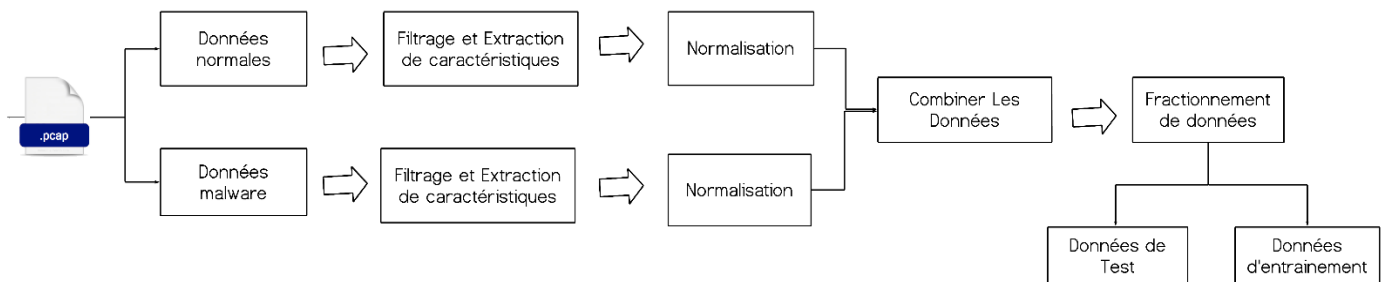 .pcap
Données
normales
Filtrage et Extraction
de caractéristiques
Normalisation
Données
malware
Filtrage et Extraction
de caractéristiques
Normalisation
Combiner Les
Données
Fractionnement
de données
Données de
Test
Données
d'entrainement